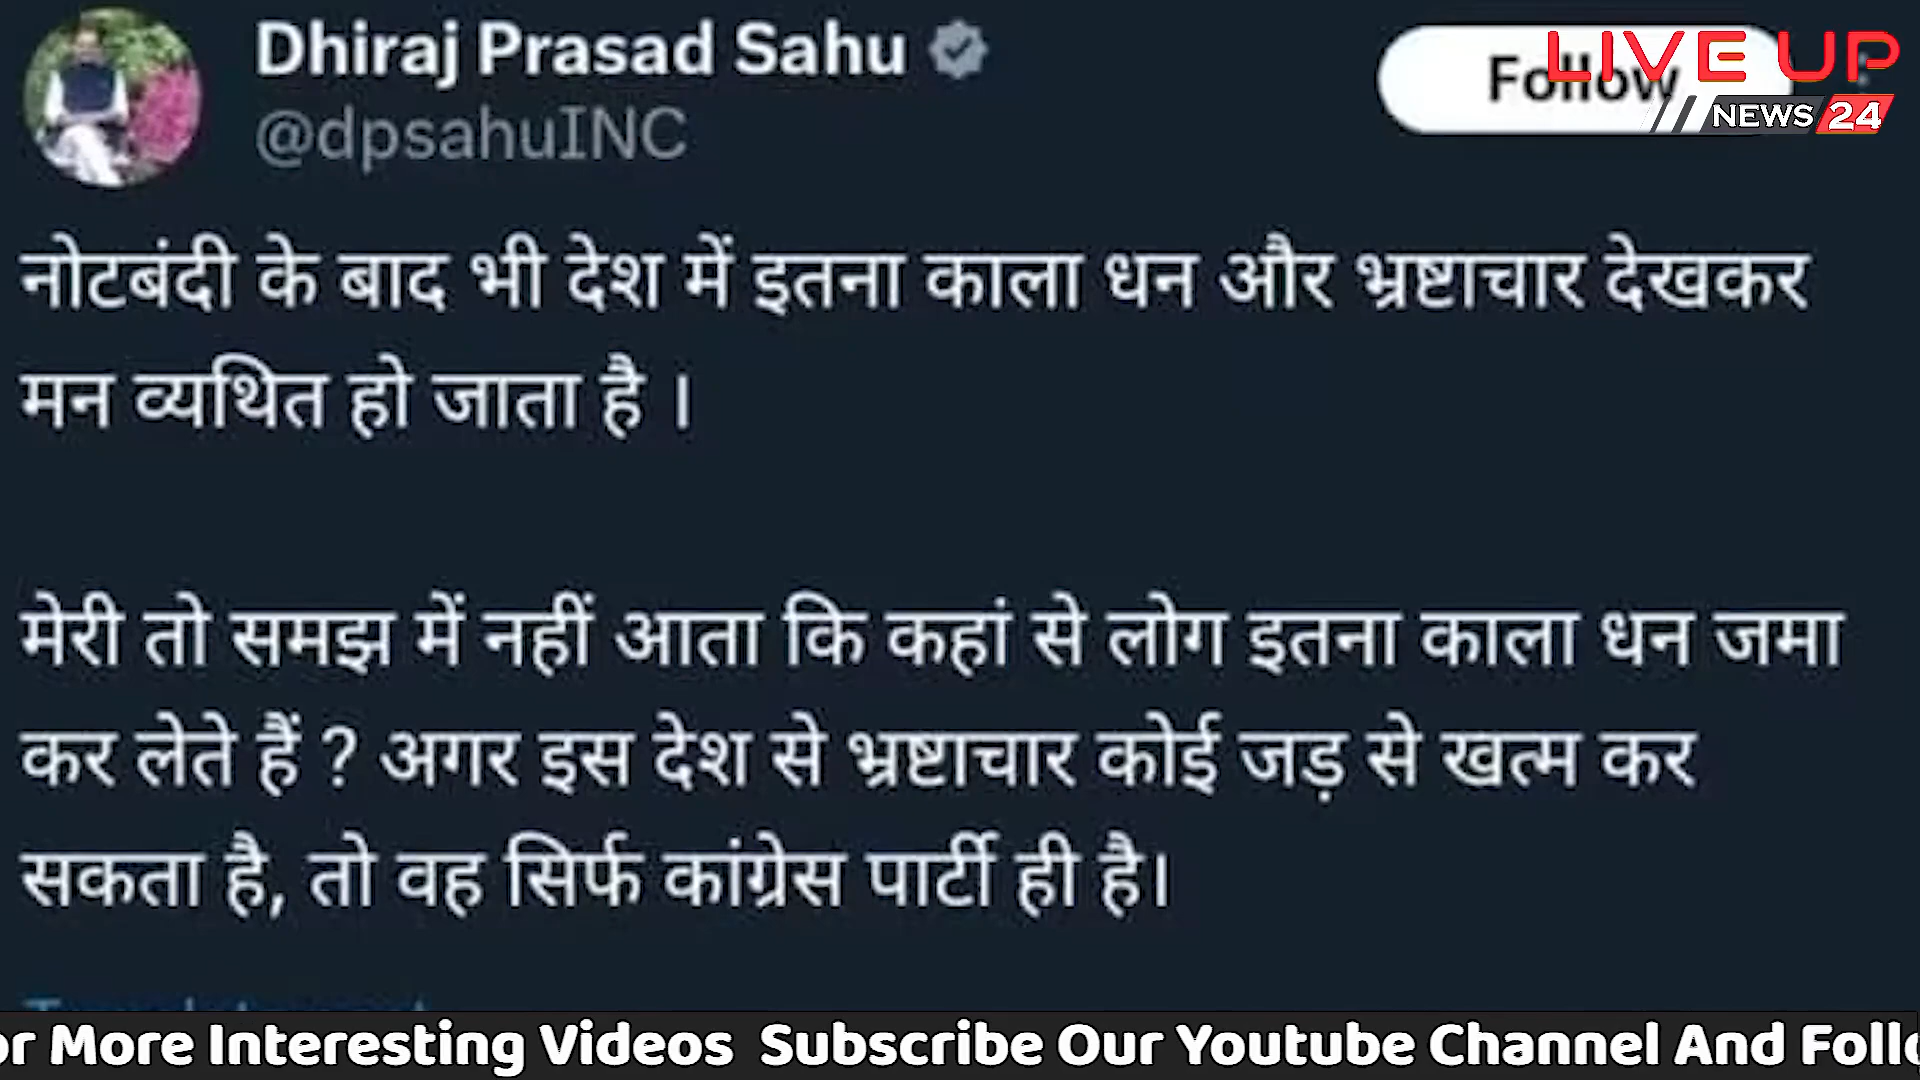 Dhiraj Prasad Sahu
@dpsahuINC
Follow
LIVE UP
NEWS 24
नोटबंदी के बाद भी देश में इतना काला धन और भ्रष्टाचार देखकर
मन व्यथित हो जाता है ।
मेरी तो समझ में नहीं आता कि कहां से लोग इतना काला धन जमा
कर लेते हैं ? अगर इस देश से भ्रष्टाचार कोई जड़ से खत्म कर
सकता है, तो वह सिर्फ कांग्रेस पार्टी ही है।
or More Interesting Videos Subscribe Our Youtube Channel And Follo